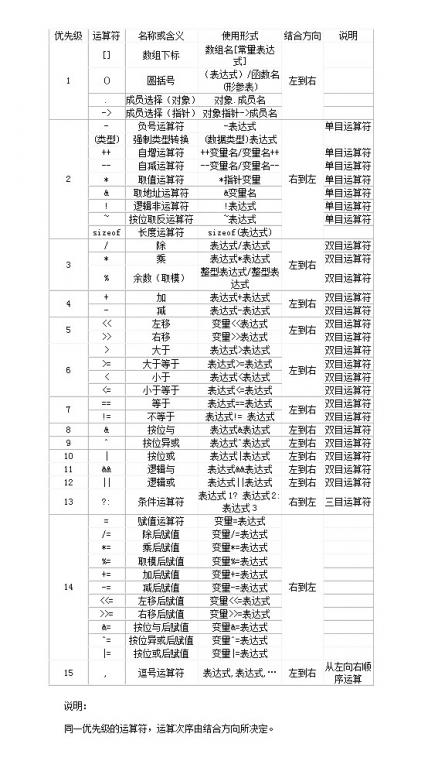 优先级 运算符 名称或含义 使用形式 结合方向 说明
1 [] 数组下标 数组名[常量表达式] 左到右
() 圆括号 （表达式）/函数名(形参表)
. 成员选择（对象） 对象.成员名
-> 成员选择（指针） 对象指针->成员名
2 - 负号运算符 -表达式 右到左 单目运算符
(类型) 强制类型转换 (数据类型)表达式
++ 自增运算符 ++变量名/变量名++ 单目运算符
-- 自减运算符 --变量名/变量名-- 单目运算符
* 取值运算符 *指针变量 单目运算符
& 取地址运算符 &变量名 单目运算符
! 逻辑非运算符 !表达式 单目运算符
~ 按位取反运算符 ~表达式 单目运算符
sizeof 长度运算符 sizeof(表达式)
3 / 除 表达式/表达式 左到右 双目运算符
* 乘 表达式*表达式 双目运算符
% 余数（取模） 整型表达式/整型表达式 双目运算符
4 + 加 表达式+表达式 左到右 双目运算符
- 减 表达式-表达式 双目运算符
5 << 左移 变量<<表达式 左到右 双目运算符
>> 右移 变量>>表达式 双目运算符
6 > 大于 表达式>表达式 左到右 双目运算符
>= 大于等于 表达式>=表达式 双目运算符
< 小于 表达式<表达式 双目运算符
<= 小于等于 表达式<=表达式 双目运算符
7 == 等于 表达式==表达式 左到右 双目运算符
!= 不等于 表达式!= 表达式 双目运算符
8 & 按位与 表达式&表达式 左到右 双目运算符
9 ^ 按位异或 表达式^表达式 左到右 双目运算符
10 | 按位或 表达式|表达式 左到右 双目运算符
11 && 逻辑与 表达式&&表达式 左到右 双目运算符
12 || 逻辑或 表达式||表达式 左到右 双目运算符
13 ?: 条件运算符 表达式1? 表达式2: 表达式3 右到左 三目运算符
14 = 赋值运算符 变量=表达式 右到左
/= 除后赋值 变量/=表达式
*= 乘后赋值 变量*=表达式
%= 取模后赋值 变量%=表达式
+= 加后赋值 变量+=表达式
-= 减后赋值 变量-=表达式
<<= 左移后赋值 变量<<=表达式
>>= 右移后赋值 变量>>=表达式
&= 按位与后赋值 变量&=表达式
^= 按位异或后赋值 变量^=表达式
|= 按位或后赋值 变量|=表达式
15 , 逗号运算符 表达式,表达式,… 左到右 从左向右顺序运算
说明：
同一优先级的运算符，运算次序由结合方向所决定。